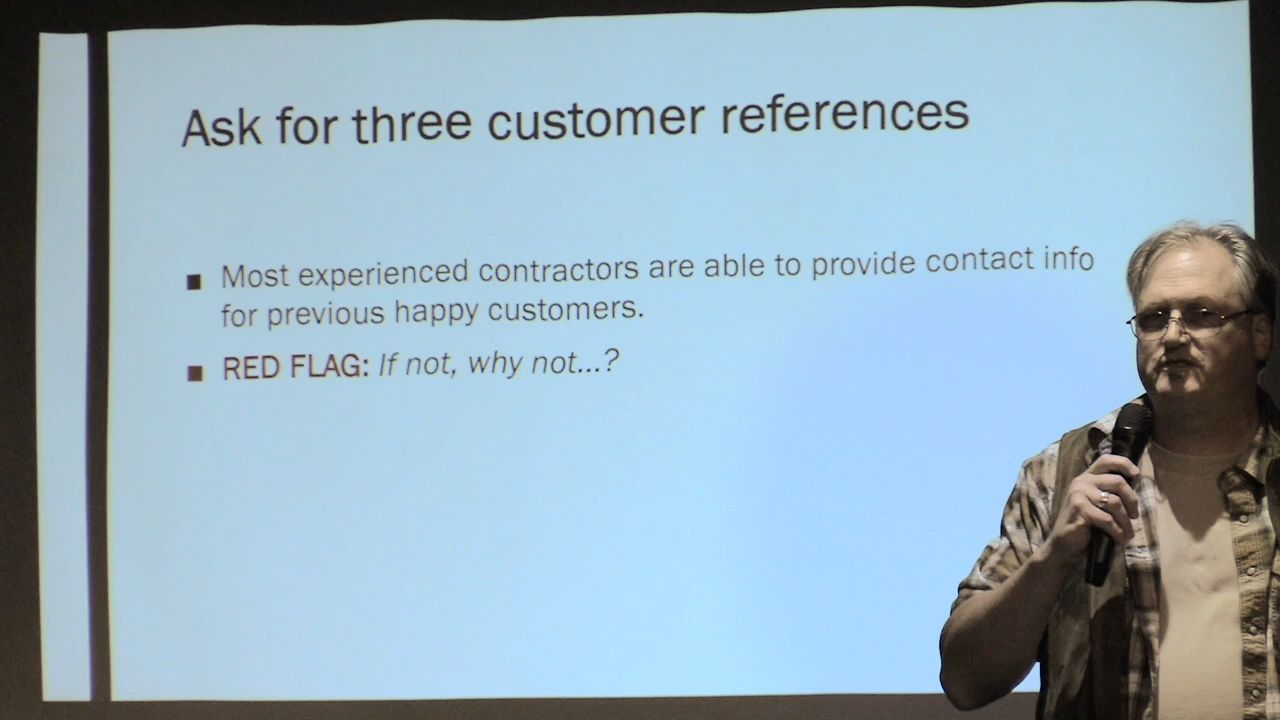 Ask for three customer references
■ Most experienced contractors are able to provide contact info
for previous happy customers.
■ RED FLAG: If not, why not...?